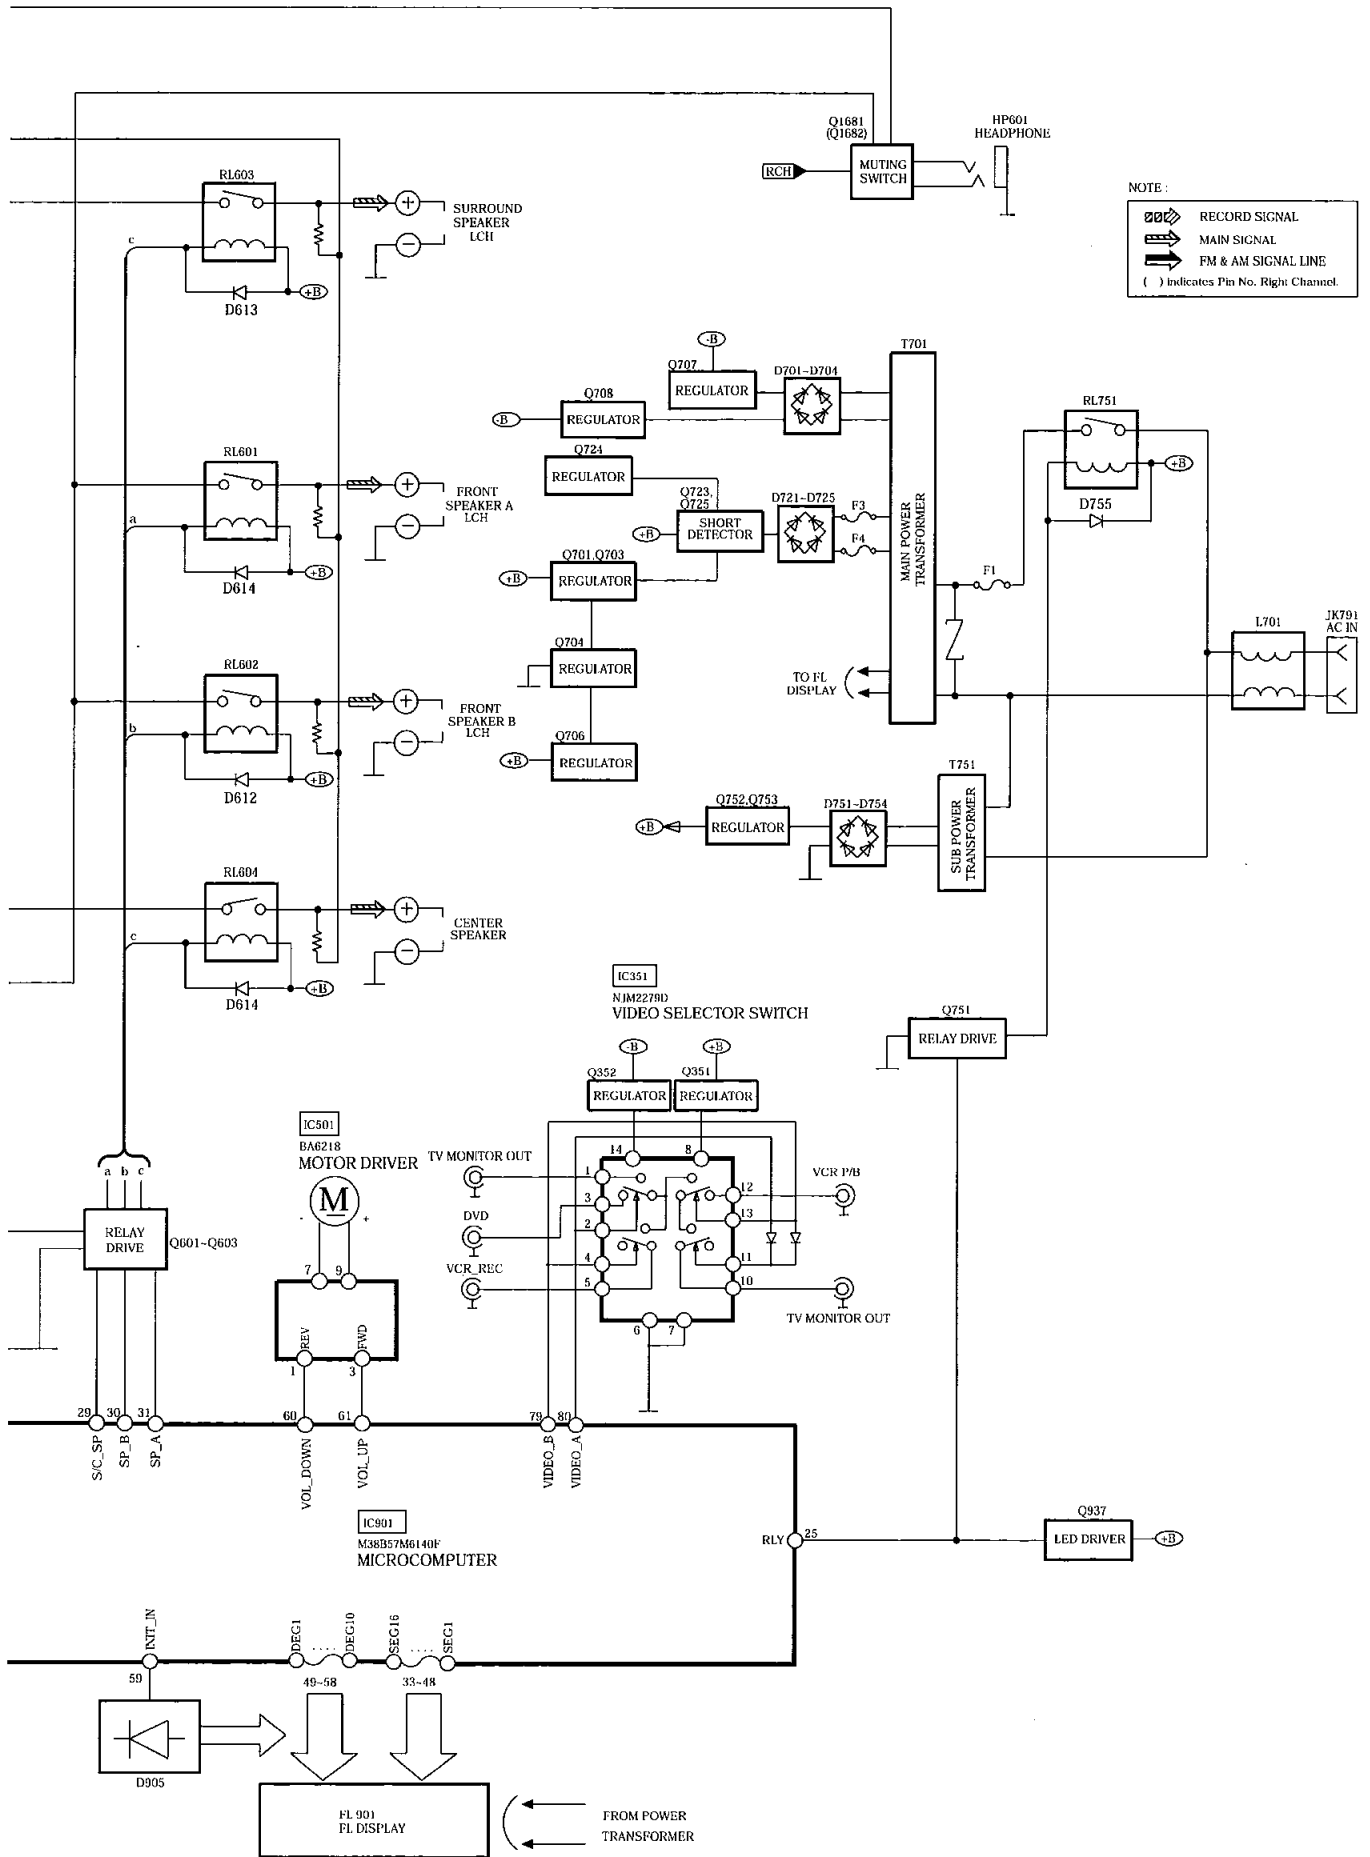 Q1681
(Q1682)
HP601
HEADPHONE
RCH
MUTING
SWITCH
NOTE :
RECORD SIGNAL
MAIN SIGNAL
FM & AM SIGNAL LINE
( ) indicates Pin No. Right Channel.
RL603
+
SURROUND
SPEAKER
LCH
−
c
+B
D613
-B
T701
Q707
REGULATOR
D701~D704
Q708
-B
REGULATOR
RL751
+B
D755
Q724
REGULATOR
Q723,
Q725
SHORT
DETECTOR
+B
D721~D725
F3
F4
MAIN POWER
TRANSFORMER
RL601
+
FRONT
SPEAKER A
LCH
−
a
+B
D614
Q701,Q703
+B
REGULATOR
F1
Q704
REGULATOR
TO FL
DISPLAY
L701
JK791
AC IN
RL602
+
FRONT
SPEAKER B
LCH
−
b
+B
D612
Q706
+B
REGULATOR
T751
SUB POWER
TRANSFORMER
Q752,Q753
+B
REGULATOR
D751~D754
RL604
+
CENTER
SPEAKER
−
c
+B
D614
IC351
NJM2279D
VIDEO SELECTOR SWITCH
-B
+B
Q352
REGULATOR
Q351
REGULATOR
Q751
RELAY DRIVE
IC501
BA6218
MOTOR DRIVER
M
- +
TV MONITOR OUT
DVD
VCR_REC
14
8
1
3
2
4
5
12
13
11
10
6
7
VCR P/B
TV MONITOR OUT
a b c
RELAY
DRIVE
Q601~Q603
7
9
REV
FWD
1
3
29
30
31
60
61
79
80
S/C_SP
SP_B
SP_A
VOL_DOWN
VOL_UP
VIDEO_B
VIDEO_A
IC901
M38B57M6140F
MICROCOMPUTER
RLY
25
Q937
LED DRIVER
+B
INIT_IN
DEG1
....
DEG10
SEG16
....
SEG1
59
49~58
33~48
D905
FL 901
FL DISPLAY
FROM POWER
TRANSFORMER